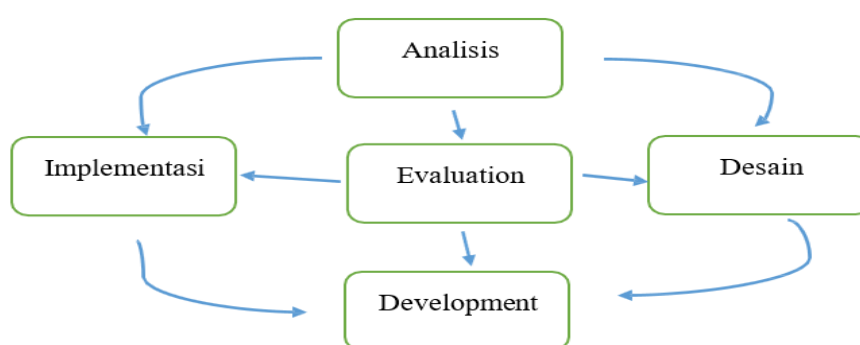 Analisis
Implementasi
Evaluation
Desain
Development